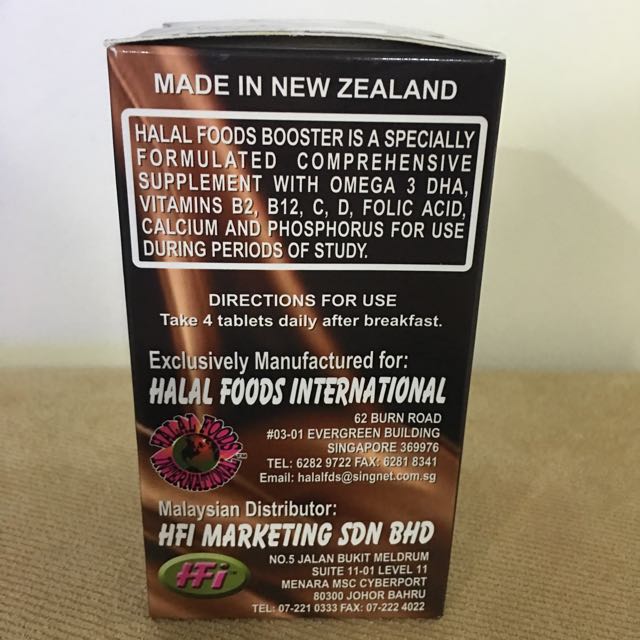 MADE IN NEW ZEALAND
HALAL FOODS BOOSTER IS A SPECIALLY
FORMULATED COMPREHENSIVE
SUPPLEMENT WITH OMEGA 3 DHA,
VITAMINS B2, B12, C, D, FOLIC ACID,
CALCIUM AND PHOSPHORUS FOR USE
DURING PERIODS OF STUDY.
DIRECTIONS FOR USE
Take 4 tablets daily after breakfast.
Exclusively Manufactured for:
HALAL FOODS INTERNATIONAL
HALAL FOODS
INTERNATIONAL™
62 BURN ROAD
#03-01 EVERGREEN BUILDING
SINGAPORE 369976
TEL: 6282 9722 FAX: 6281 8341
Email: halalfds@singnet.com.sg
Malaysian Distributor:
HFI MARKETING SDN BHD
HFi™
NO.5 JALAN BUKIT MELDRUM
SUITE 11-01 LEVEL 11
MENARA MSC CYBERPORT
80300 JOHOR BAHRU
TEL: 07-221 0333 FAX: 07-222 4022